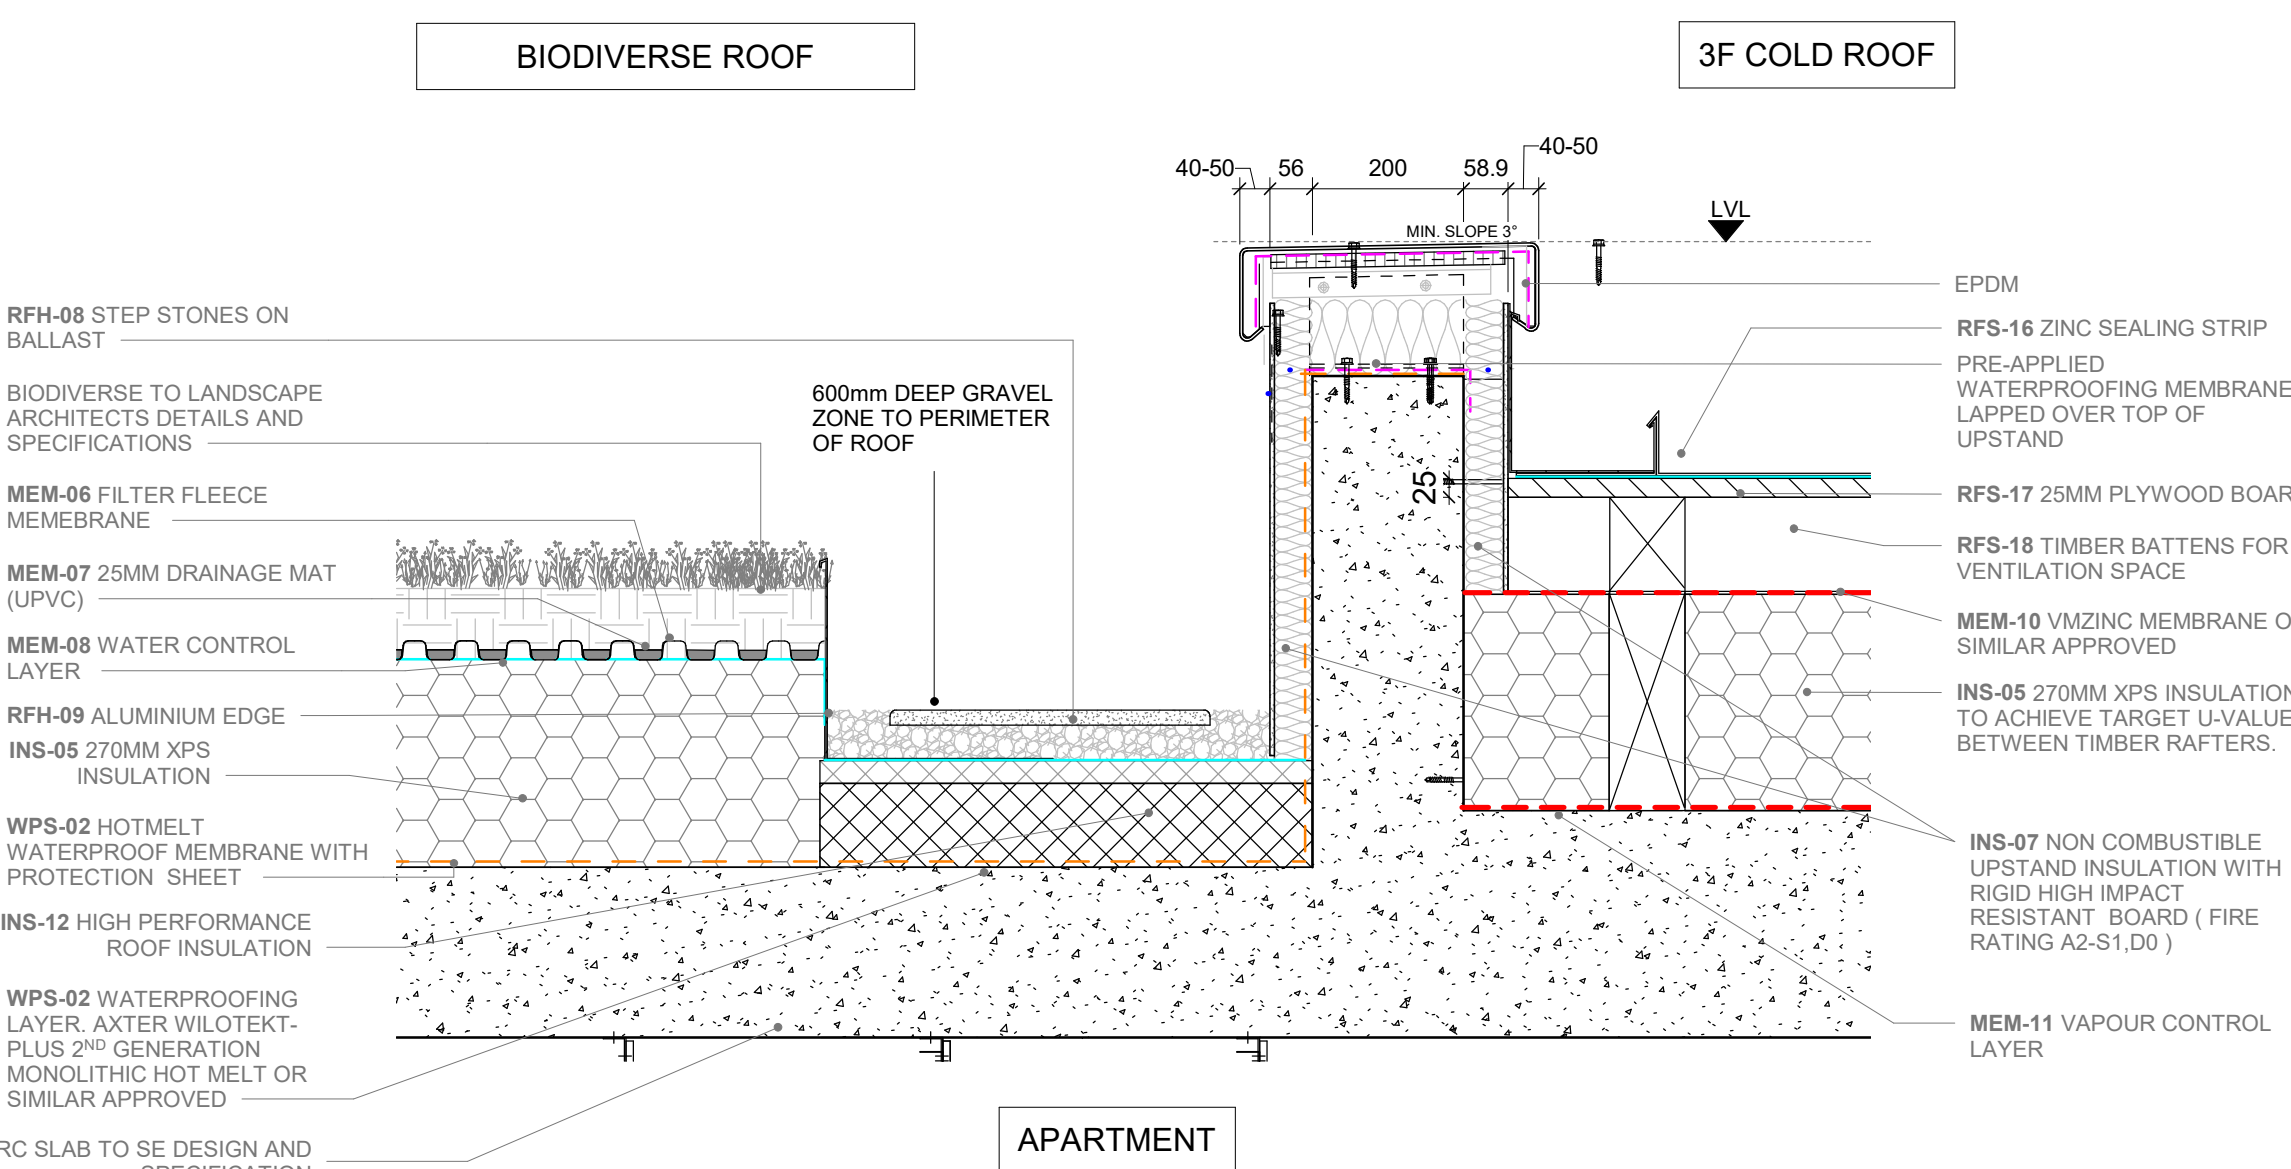 BIODIVERSE ROOF
3F COLD ROOF
40-50
56
200
58.9
40-50
LVL
MIN. SLOPE 3°
25
RFH-08 STEP STONES ON
BALLAST
BIODIVERSE TO LANDSCAPE
ARCHITECTS DETAILS AND
SPECIFICATIONS
MEM-06 FILTER FLEECE
MEMEBRANE
MEM-07 25MM DRAINAGE MAT
(UPVC)
MEM-08 WATER CONTROL
LAYER
RFH-09 ALUMINIUM EDGE
INS-05 270MM XPS
INSULATION
WPS-02 HOTMELT
WATERPROOF MEMBRANE WITH
PROTECTION SHEET
INS-12 HIGH PERFORMANCE
ROOF INSULATION
WPS-02 WATERPROOFING
LAYER. AXTER WILOTEKT-
PLUS 2ND GENERATION
MONOLITHIC HOT MELT OR
SIMILAR APPROVED
RC SLAB TO SE DESIGN AND
SPECIFICATION
600mm DEEP GRAVEL
ZONE TO PERIMETER
OF ROOF
EPDM
RFS-16 ZINC SEALING STRIP
PRE-APPLIED
WATERPROOFING MEMBRANE
LAPPED OVER TOP OF
UPSTAND
RFS-17 25MM PLYWOOD BOAR
RFS-18 TIMBER BATTENS FOR
VENTILATION SPACE
MEM-10 VMZINC MEMBRANE O
SIMILAR APPROVED
INS-05 270MM XPS INSULATION
TO ACHIEVE TARGET U-VALUE
BETWEEN TIMBER RAFTERS.
INS-07 NON COMBUSTIBLE
UPSTAND INSULATION WITH
RIGID HIGH IMPACT
RESISTANT BOARD ( FIRE
RATING A2-S1,D0 )
MEM-11 VAPOUR CONTROL
LAYER
APARTMENT